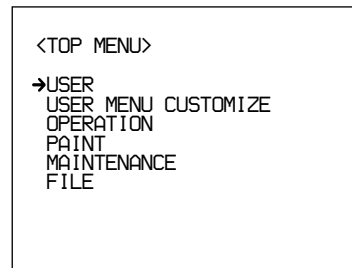 <TOP MENU>
➔USER
USER MENU CUSTOMIZE
OPERATION
PAINT
MAINTENANCE
FILE